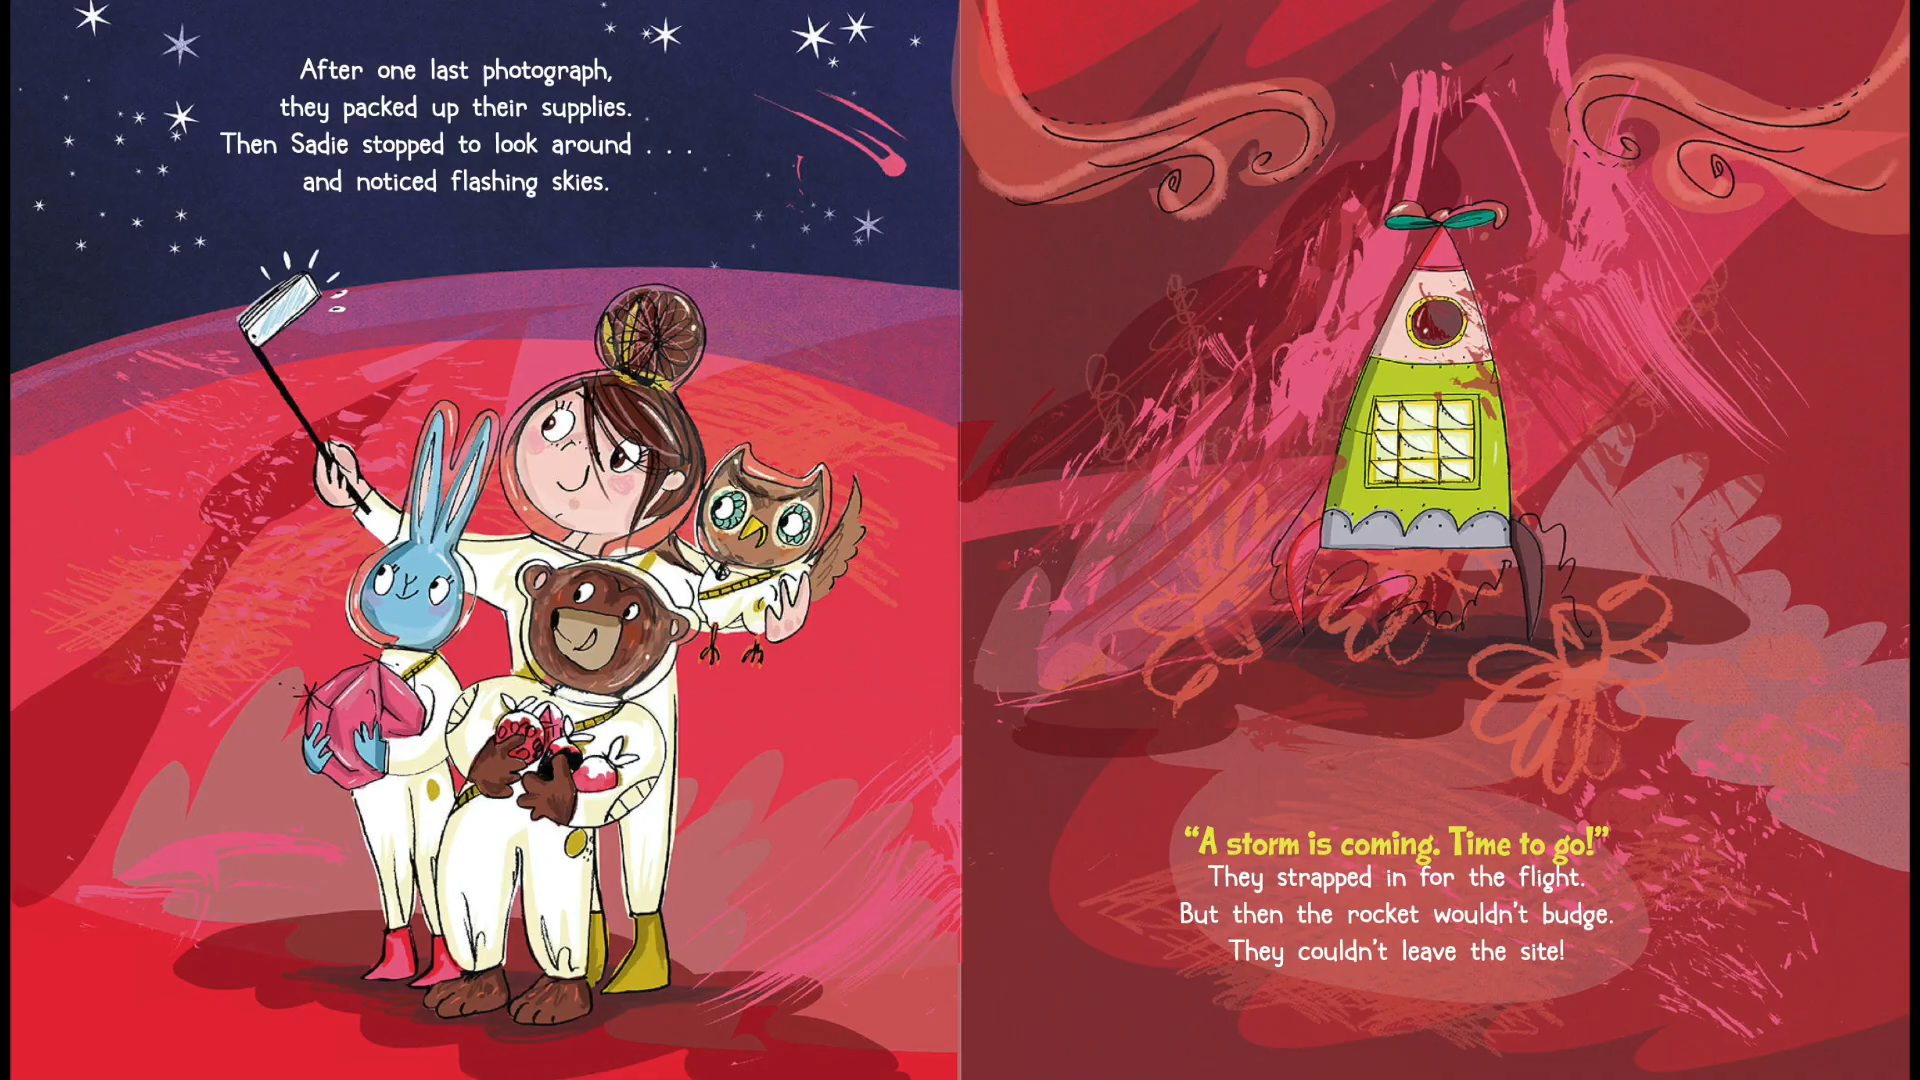 After one last photograph,
they packed up their supplies.
Then Sadie stopped to look around . . .
and noticed flashing skies.
“A storm is coming. Time to go!”
They strapped in for the flight.
But then the rocket wouldn’t budge.
They couldn’t leave the site!